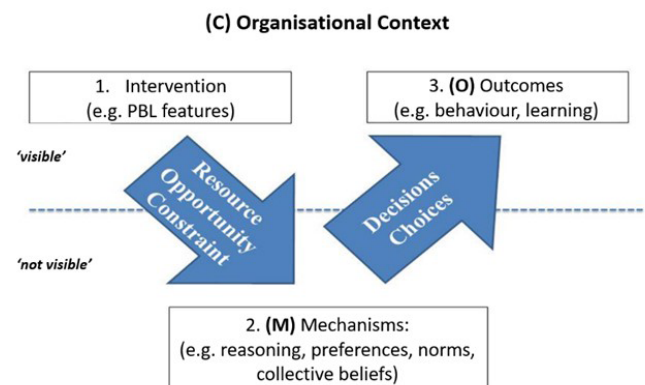 (C) Organisational Context
1. Intervention
(e.g. PBL features)
3. (O) Outcomes
(e.g. behaviour, learning)
'visible'
Resource
Opportunity
Constraint
Decisions
Choices
'not visible'
2. (M) Mechanisms:
(e.g. reasoning, preferences, norms,
collective beliefs)